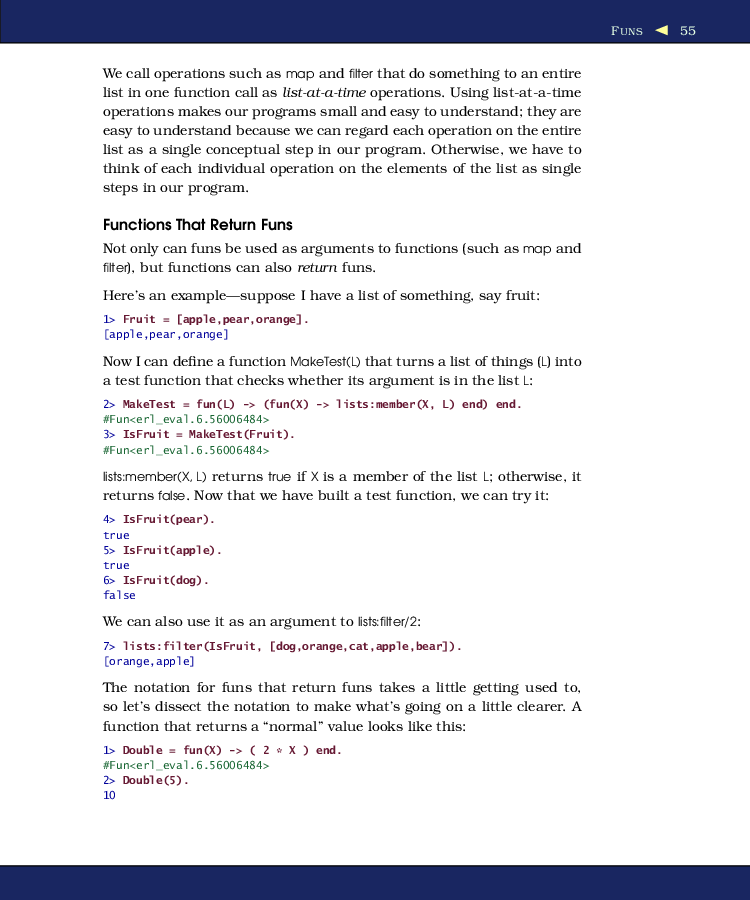 FUNS ◀ 55
We call operations such as map and filter that do something to an entire
list in one function call as list-at-a-time operations. Using list-at-a-time
operations makes our programs small and easy to understand; they are
easy to understand because we can regard each operation on the entire
list as a single conceptual step in our program. Otherwise, we have to
think of each individual operation on the elements of the list as single
steps in our program.
Functions That Return Funs
Not only can funs be used as arguments to functions (such as map and
filter), but functions can also return funs.
Here's an example—suppose I have a list of something, say fruit:
1> Fruit = [apple,pear,orange].
[apple,pear,orange]
Now I can define a function MakeTest(L) that turns a list of things (L) into
a test function that checks whether its argument is in the list L:
2> MakeTest = fun(L) -> (fun(X) -> lists:member(X, L) end) end.
#Fun<erl_eval.6.56006484>
3> IsFruit = MakeTest(Fruit).
#Fun<erl_eval.6.56006484>
lists:member(X, L) returns true if X is a member of the list L; otherwise, it
returns false. Now that we have built a test function, we can try it:
4> IsFruit(pear).
true
5> IsFruit(apple).
true
6> IsFruit(dog).
false
We can also use it as an argument to lists:filter/2:
7> lists:filter(IsFruit, [dog,orange,cat,apple,bear]).
[orange,apple]
The notation for funs that return funs takes a little getting used to,
so let's dissect the notation to make what's going on a little clearer. A
function that returns a "normal" value looks like this:
1> Double = fun(X) -> ( 2 * X ) end.
#Fun<erl_eval.6.56006484>
2> Double(5).
10